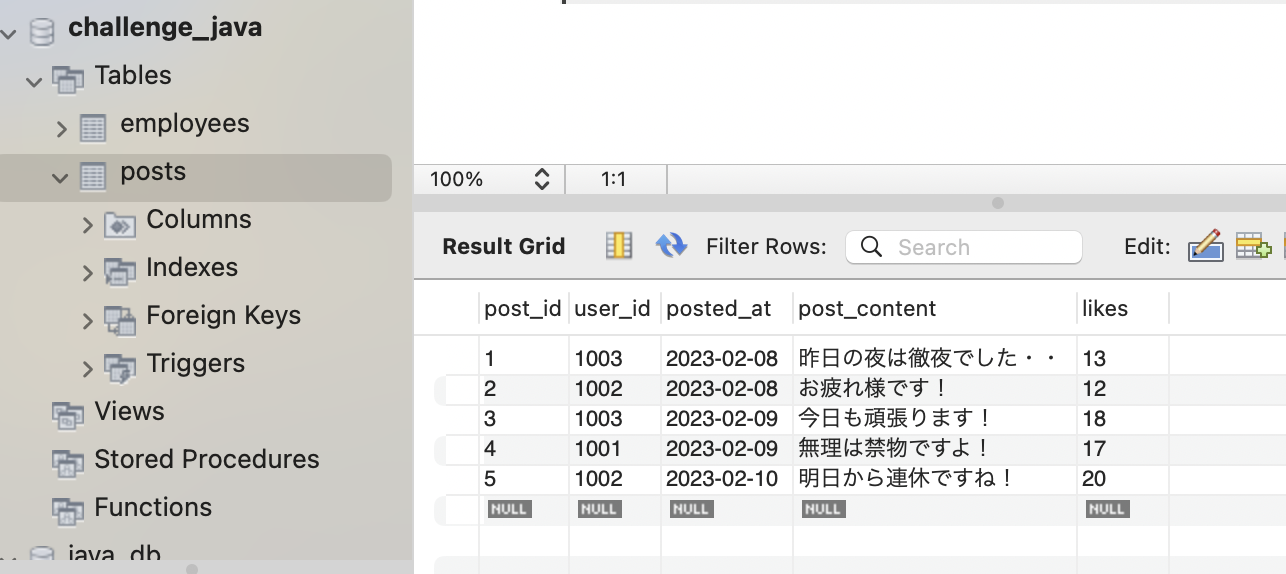 challenge_java
Tables
employees
posts
Columns
Indexes
Foreign Keys
Triggers
Views
Stored Procedures
Functions
java_db
100% 1:1
Result Grid Filter Rows: Search Edit:
post_id user_id posted_at post_content likes
1 1003 2023-02-08 昨日の夜は徹夜でした・・ 13
2 1002 2023-02-08 お疲れ様です！ 12
3 1003 2023-02-09 今日も頑張ります！ 18
4 1001 2023-02-09 無理は禁物ですよ！ 17
5 1002 2023-02-10 明日から連休ですね！ 20
NULL NULL NULL NULL NULL